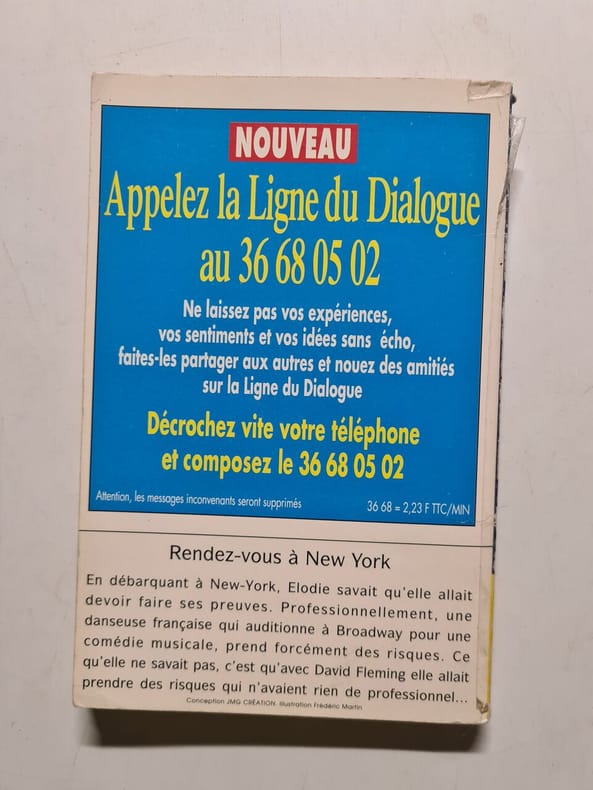 NOUVEAU
Appelez la Ligne du Dialogue
au 36 68 05 02
Ne laissez pas vos expériences,
vos sentiments et vos idées sans écho,
faites-les partager aux autres et nouez des amitiés
sur la Ligne du Dialogue
Décrochez vite votre téléphone
et composez le 36 68 05 02
Attention, les messages inconvenants seront supprimés
36 68 = 2,23 F TTC/MIN
Rendez-vous à New York
En débarquant à New-York, Elodie savait qu'elle allait
devoir faire ses preuves. Professionnellement, une
danseuse française qui auditionne à Broadway pour une
comédie musicale, prend forcément des risques. Ce
qu'elle ne savait pas, c'est qu'avec David Fleming elle allait
prendre des risques qui n'avaient rien de professionnel...
Conception JMG CRÉATION. Illustration Frédéric Martin